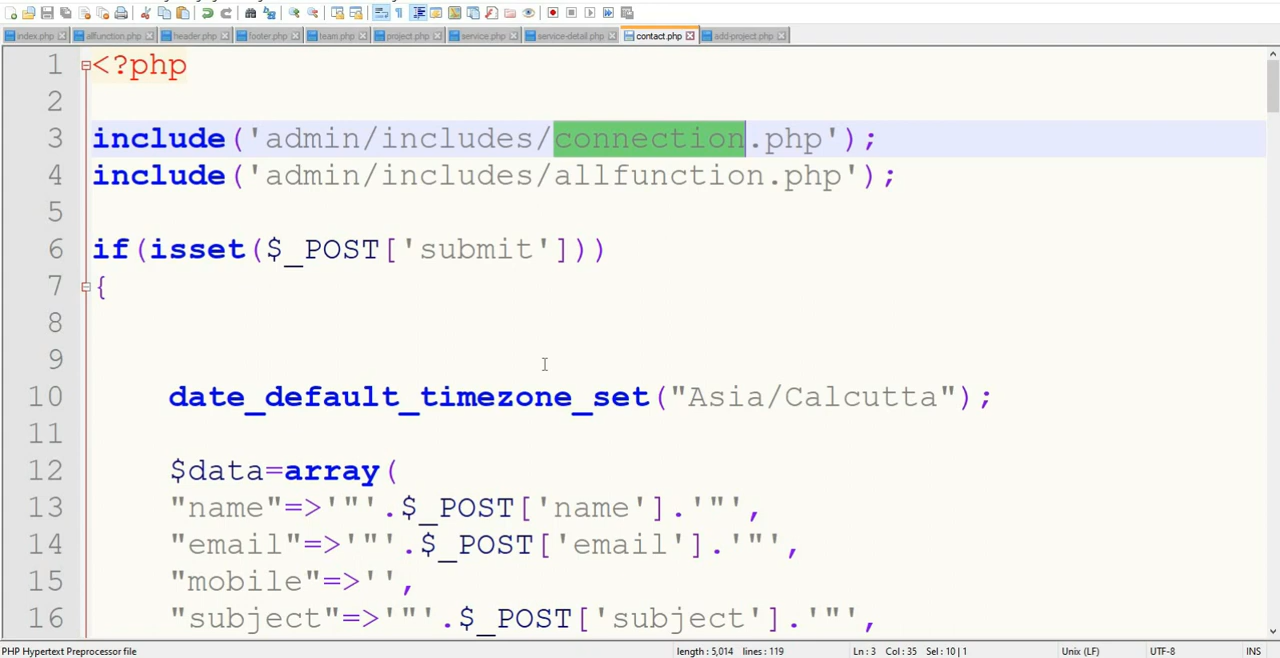 index.php allfunction.php header.php footer.php team.php project.php service.php service-detail.php contact.php add-project.php
1 <?php
2
3 include('admin/includes/connection.php');
4 include('admin/includes/allfunction.php');
5
6 if(isset($_POST['submit']))
7 {
8
9
10 date_default_timezone_set("Asia/Calcutta");
11
12 $data=array(
13 "name"=>'"'.$_POST['name'].'"',
14 "email"=>'"'.$_POST['email'].'"',
15 "mobile"=>'',
16 "subject"=>'"'.$_POST['subject'].'"',
PHP Hypertext Preprocessor file length : 5,014 lines : 119 Ln : 3 Col : 35 Sel : 10 | 1 Unix (LF) UTF-8 INS